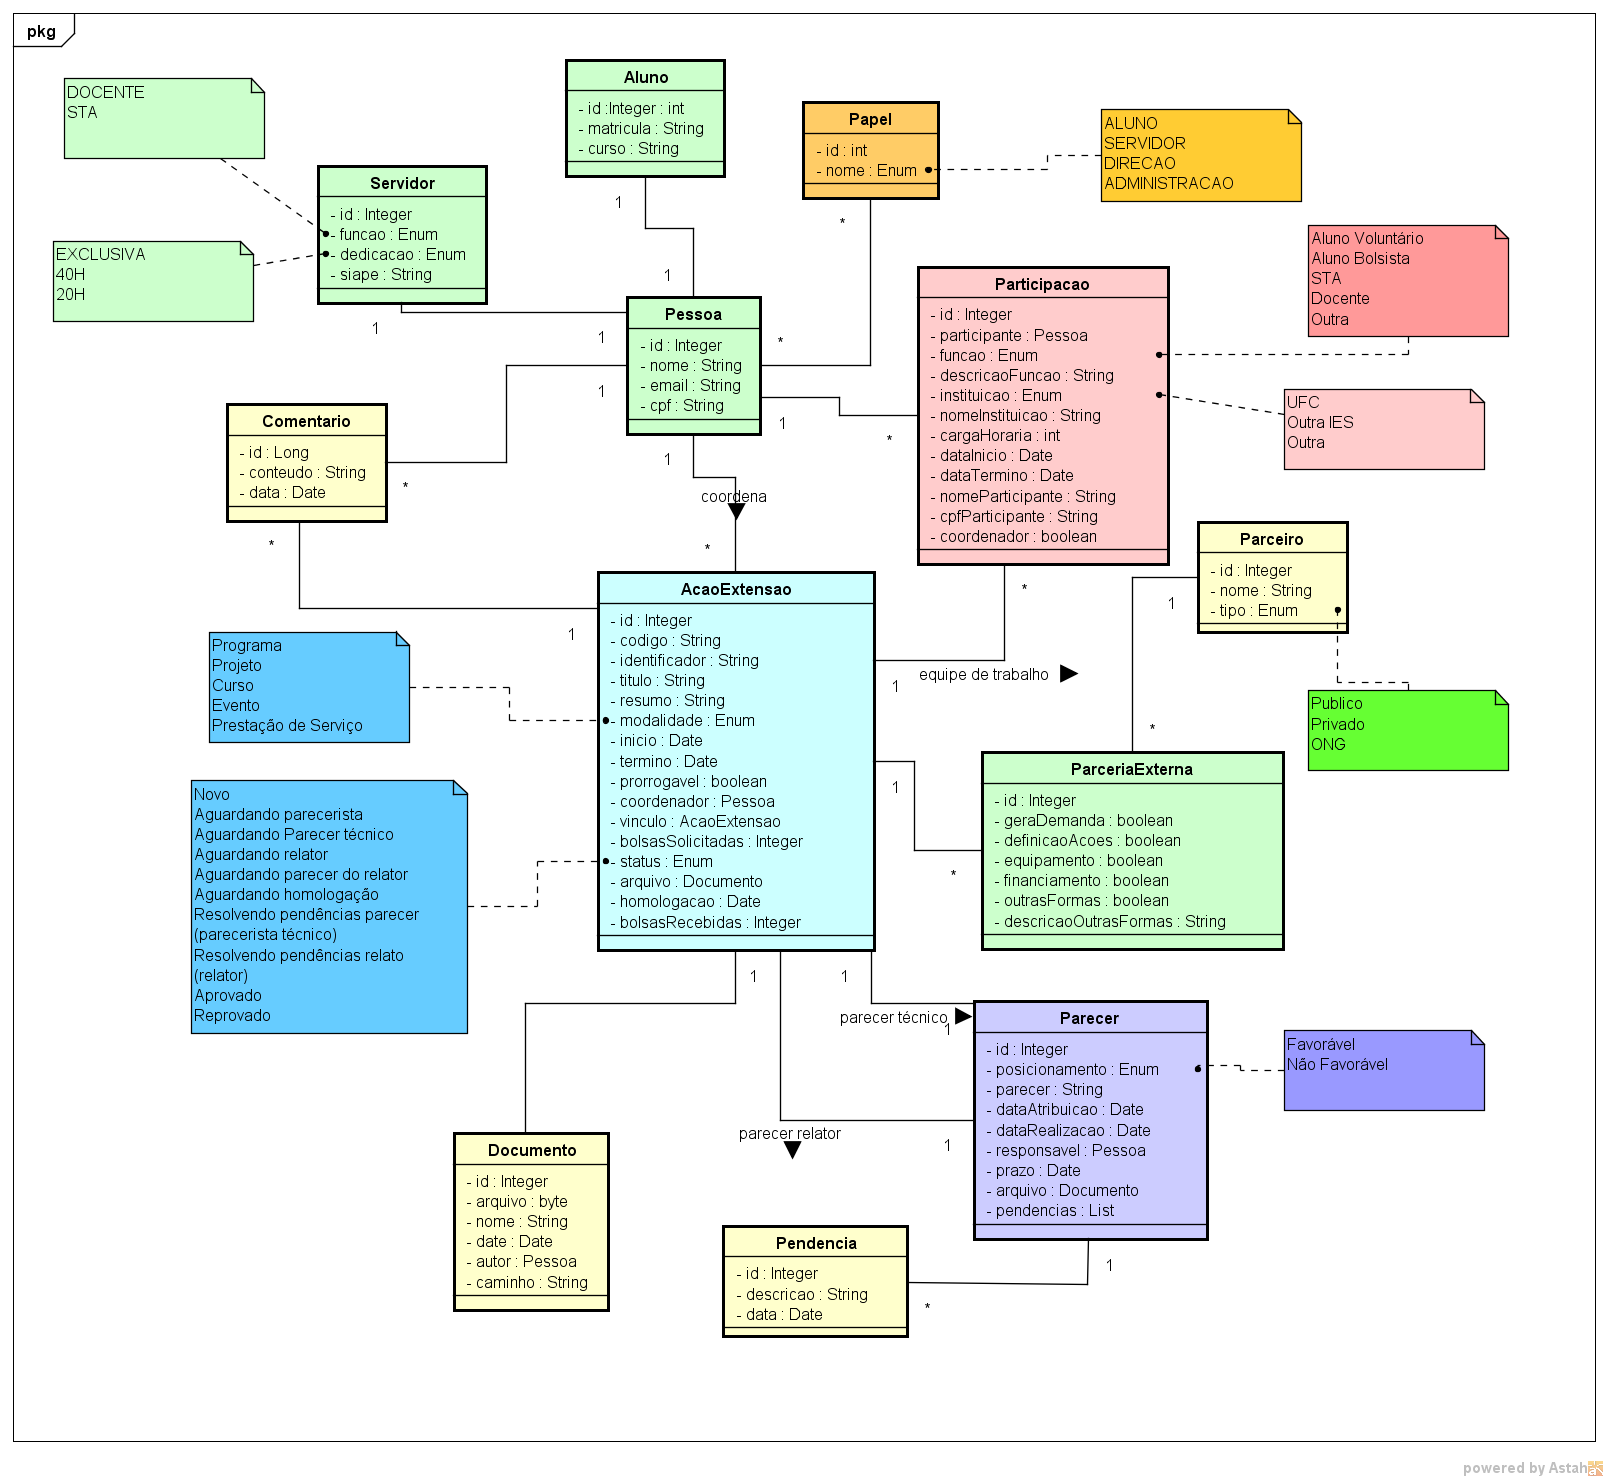 pkg
DOCENTE
STA
EXCLUSIVA
40H
20H
Servidor
- id : Integer
- funcao : Enum
- dedicacao : Enum
- siape : String
1
1
Aluno
- id :Integer : int
- matricula : String
- curso : String
1
1
Papel
- id : int
- nome : Enum
*
*
ALUNO
SERVIDOR
DIRECAO
ADMINISTRACAO
Pessoa
- id : Integer
- nome : String
- email : String
- cpf : String
1
1
*
1
coordena
*
Participacao
- id : Integer
- participante : Pessoa
- funcao : Enum
- descricaoFuncao : String
- instituicao : Enum
- nomeInstituicao : String
- cargaHoraria : int
- dataInicio : Date
- dataTermino : Date
- nomeParticipante : String
- cpfParticipante : String
- coordenador : boolean
*
Aluno Voluntário
Aluno Bolsista
STA
Docente
Outra
UFC
Outra IES
Outra
Comentario
- id : Long
- conteudo : String
- data : Date
*
*
1
Parceiro
- id : Integer
- nome : String
- tipo : Enum
1
*
Publico
Privado
ONG
AcaoExtensao
- id : Integer
- codigo : String
- identificador : String
- titulo : String
- resumo : String
- modalidade : Enum
- inicio : Date
- termino : Date
- prorrogavel : boolean
- coordenador : Pessoa
- vinculo : AcaoExtensao
- bolsasSolicitadas : Integer
- status : Enum
- arquivo : Documento
- homologacao : Date
- bolsasRecebidas : Integer
1
equipe de trabalho
1
*
Programa
Projeto
Curso
Evento
Prestação de Serviço
Novo
Aguardando parecerista
Aguardando Parecer técnico
Aguardando relator
Aguardando parecer do relator
Aguardando homologação
Resolvendo pendências parecer
(parecerista técnico)
Resolvendo pendências relato
(relator)
Aprovado
Reprovado
ParceriaExterna
- id : Integer
- geraDemanda : boolean
- definicaoAcoes : boolean
- equipamento : boolean
- financiamento : boolean
- outrasFormas : boolean
- descricaoOutrasFormas : String
1
1
parecer técnico
1
parecer relator
1
Parecer
- id : Integer
- posicionamento : Enum
- parecer : String
- dataAtribuicao : Date
- dataRealizacao : Date
- responsavel : Pessoa
- prazo : Date
- arquivo : Documento
- pendencias : List
1
Favorável
Não Favorável
Documento
- id : Integer
- arquivo : byte
- nome : String
- date : Date
- autor : Pessoa
- caminho : String
Pendencia
- id : Integer
- descricao : String
- data : Date
*
powered by Astah